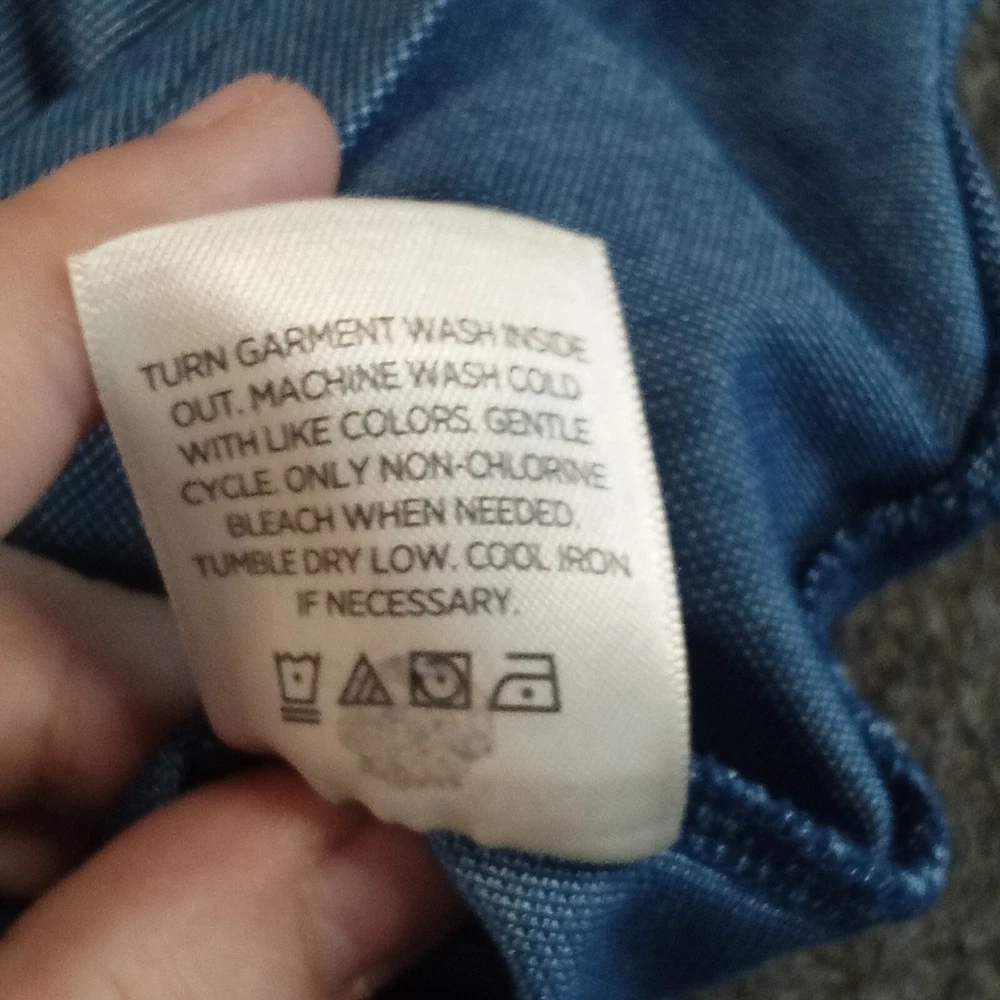 TURN GARMENT WASH INSIDE
OUT. MACHINE WASH COLD
WITH LIKE COLORS. GENTLE
CYCLE. ONLY NON-CHLORINE
BLEACH WHEN NEEDED.
TUMBLE DRY LOW. COOL IRON
IF NECESSARY.